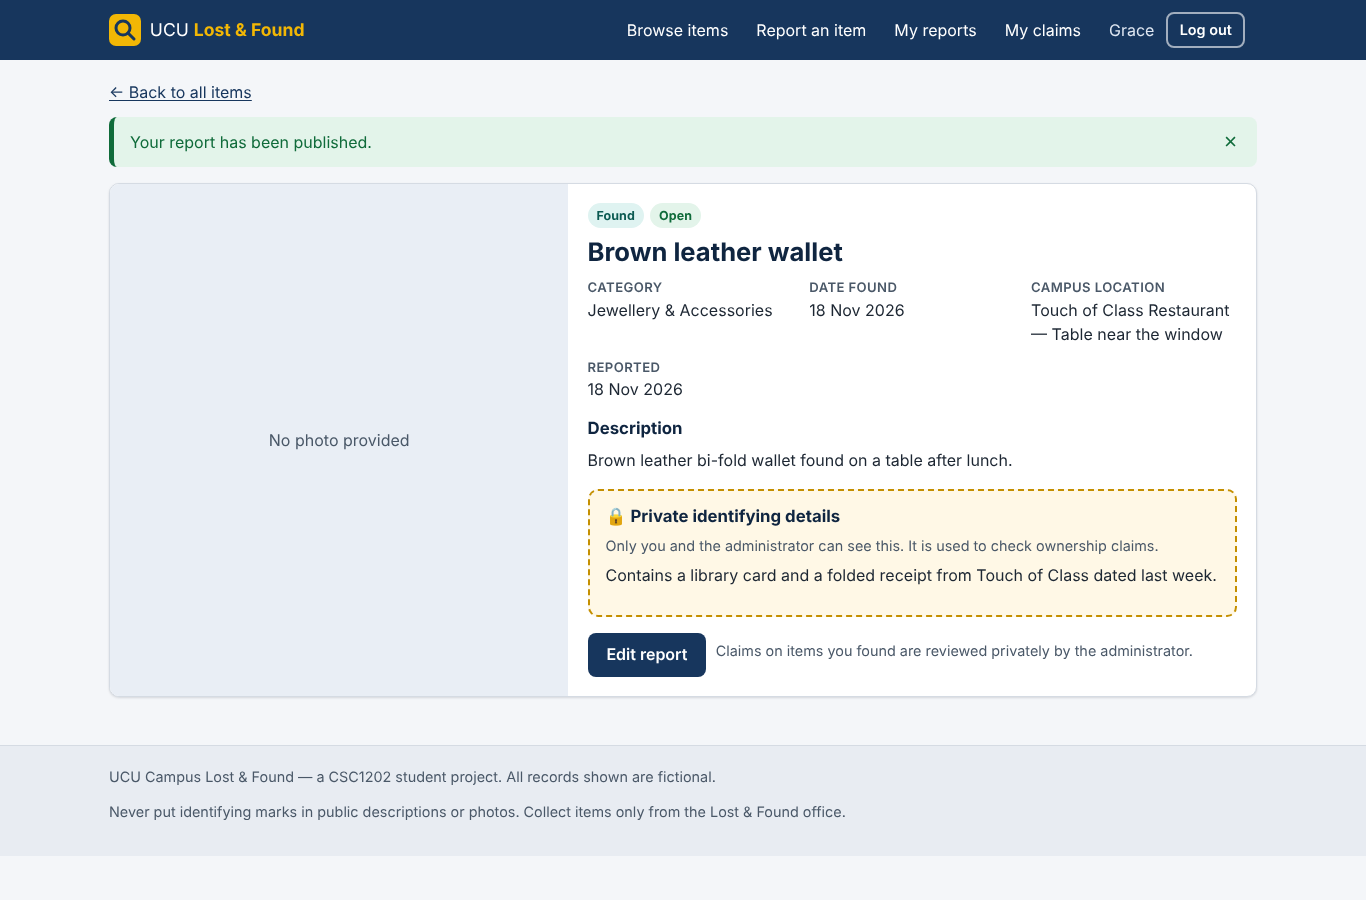 UCU Lost & Found
Browse items
Report an item
My reports
My claims
Grace
Log out
← Back to all items
Your report has been published.
✕
No photo provided
Found
Open
Brown leather wallet
CATEGORY
Jewellery & Accessories
DATE FOUND
18 Nov 2026
CAMPUS LOCATION
Touch of Class Restaurant
— Table near the window
REPORTED
18 Nov 2026
Description
Brown leather bi-fold wallet found on a table after lunch.
🔒 Private identifying details
Only you and the administrator can see this. It is used to check ownership claims.
Contains a library card and a folded receipt from Touch of Class dated last week.
Edit report
Claims on items you found are reviewed privately by the administrator.
UCU Campus Lost & Found — a CSC1202 student project. All records shown are fictional.
Never put identifying marks in public descriptions or photos. Collect items only from the Lost & Found office.